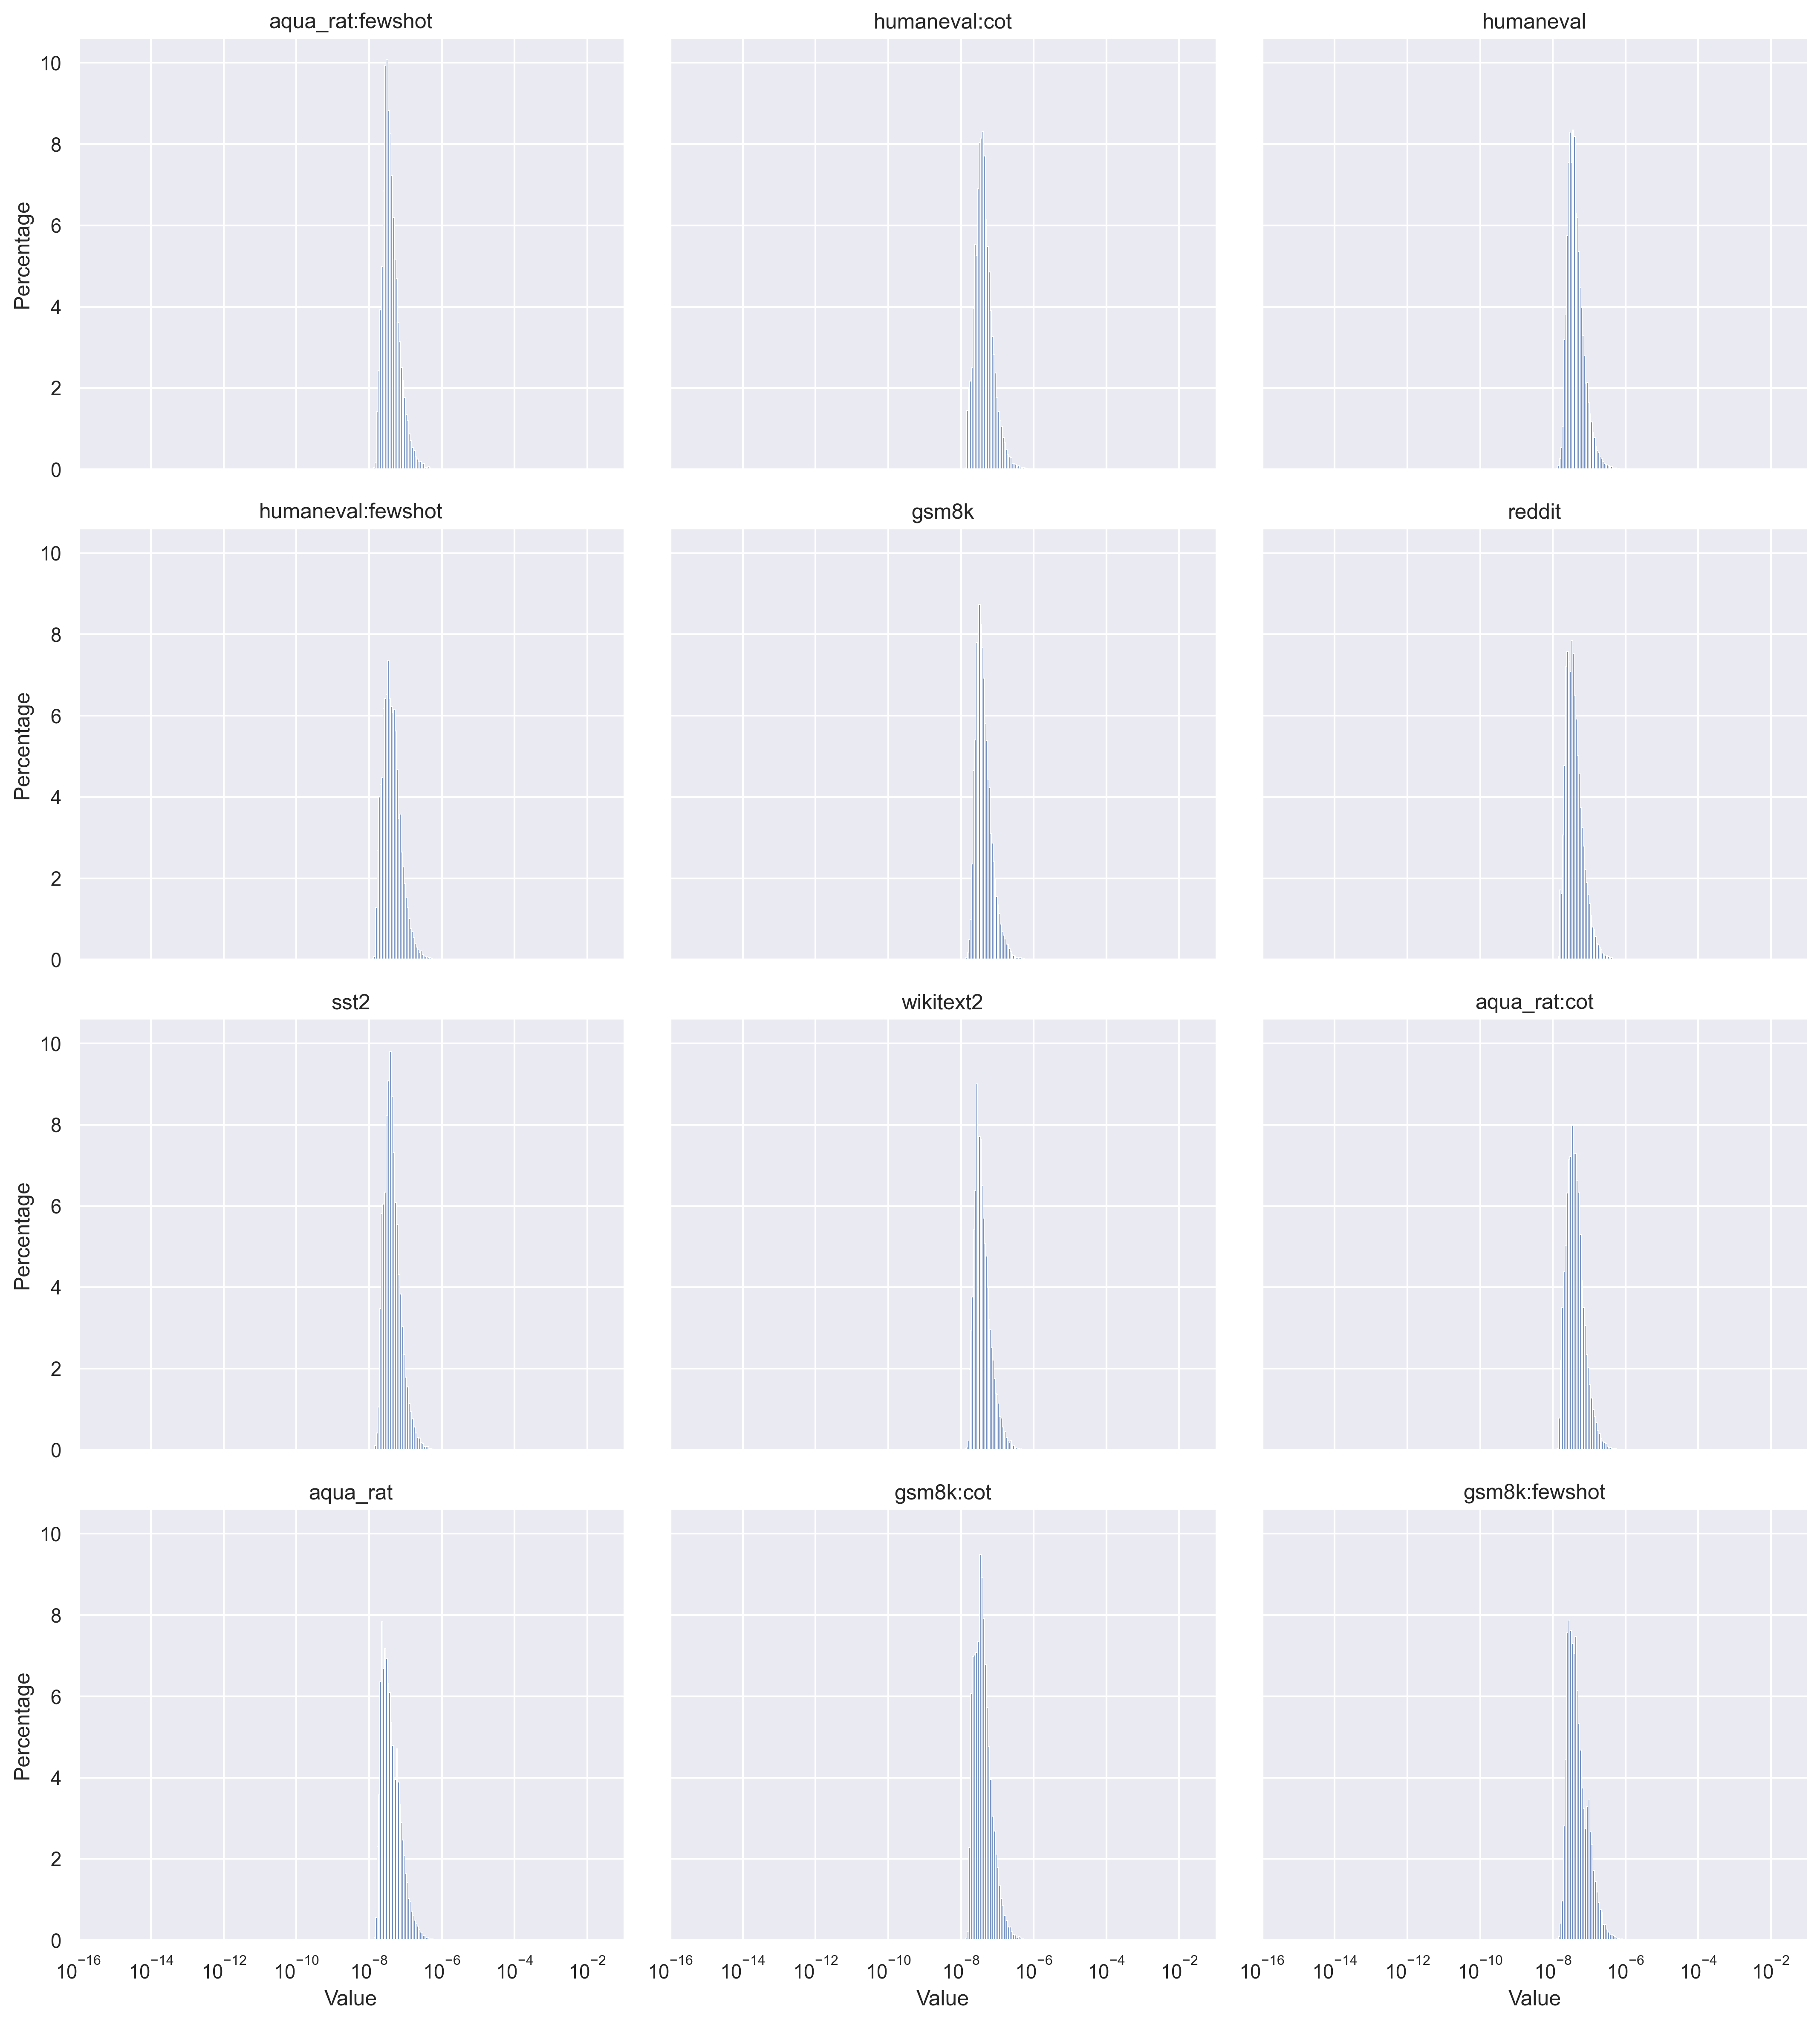 aqua_rat:fewshot humaneval:cot humaneval
10
8
6
4
2
0
Percentage
humaneval:fewshot gsm8k reddit
10
8
6
4
2
0
Percentage
sst2 wikitext2 aqua_rat:cot
10
8
6
4
2
0
Percentage
aqua_rat gsm8k:cot gsm8k:fewshot
10
8
6
4
2
0
Percentage
10⁻¹⁶ 10⁻¹⁴ 10⁻¹² 10⁻¹⁰ 10⁻⁸ 10⁻⁶ 10⁻⁴ 10⁻² 10⁻¹⁶ 10⁻¹⁴ 10⁻¹² 10⁻¹⁰ 10⁻⁸ 10⁻⁶ 10⁻⁴ 10⁻² 10⁻¹⁶ 10⁻¹⁴ 10⁻¹² 10⁻¹⁰ 10⁻⁸ 10⁻⁶ 10⁻⁴ 10⁻²
Value Value Value